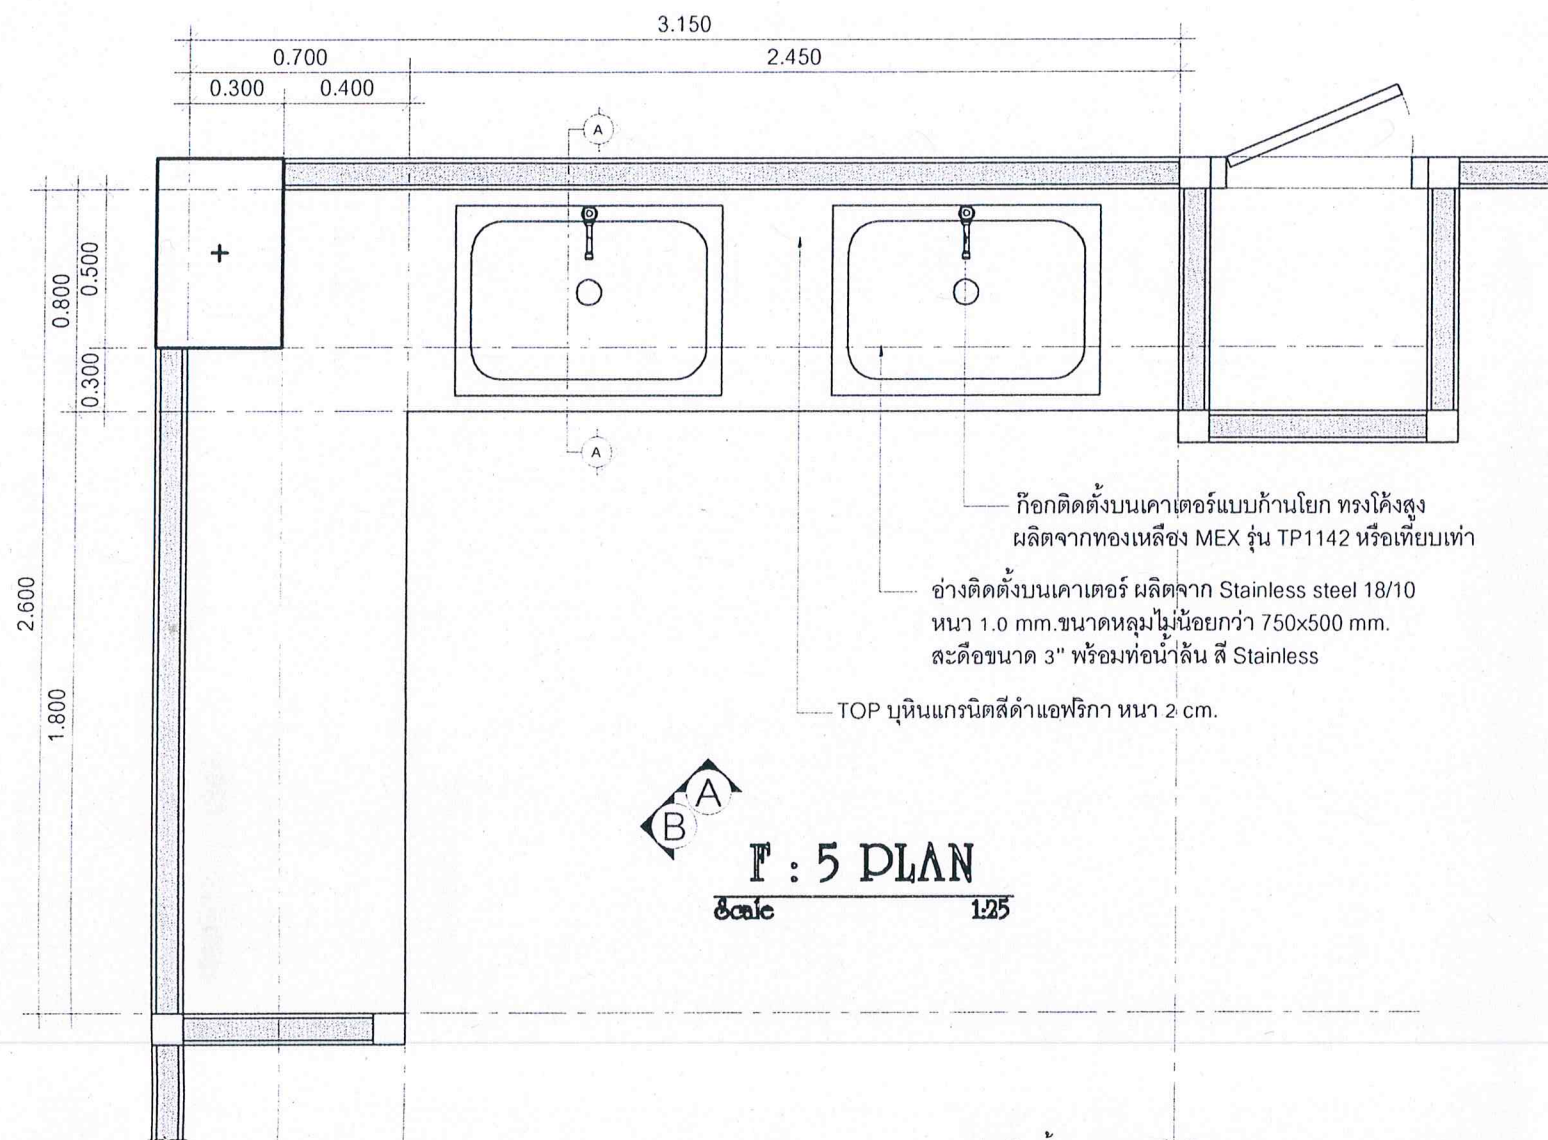 3.150
0.700
2.450
0.300
0.400
A
0.500
0.800
0.300
A
ก๊อกติดตั้งบนเคาเตอร์แบบก้านโยก ทรงโค้งสูง
ผลิตจากทองเหลือง MEX รุ่น TP1142 หรือเทียบเท่า
2.600
อ่างติดตั้งบนเคาเตอร์ ผลิตจาก Stainless steel 18/10
หนา 1.0 mm.ขนาดหลุมไม่น้อยกว่า 750x500 mm.
สะดือขนาด 3" พร้อมท่อน้ำล้น สี Stainless
1.800
TOP บุหินแกรนิตสีดำแอฟริกา หนา 2 cm.
A
B
F : 5 PLAN
Scale 1:25